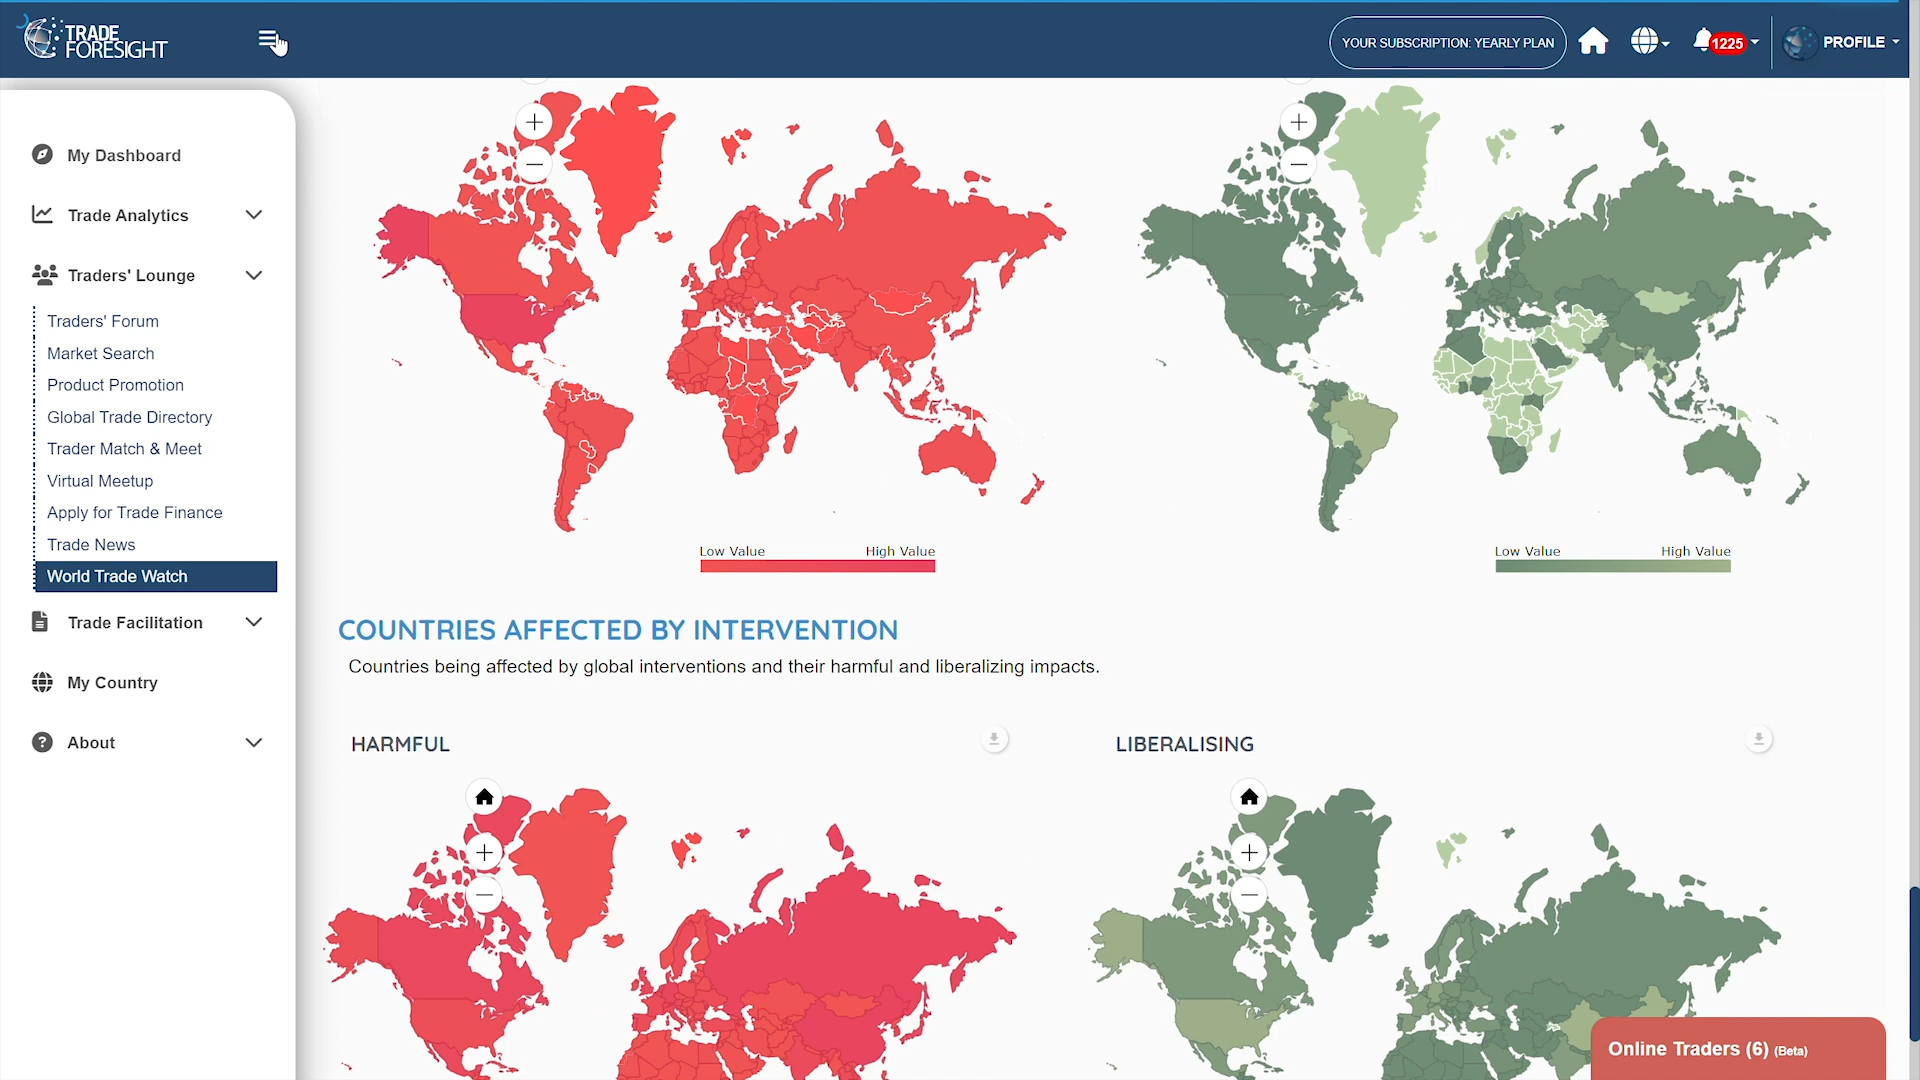 TRADE
FORESIGHT
YOUR SUBSCRIPTION: YEARLY PLAN
1225
PROFILE
My Dashboard
Trade Analytics
Traders' Lounge
Traders' Forum
Market Search
Product Promotion
Global Trade Directory
Trader Match & Meet
Virtual Meetup
Apply for Trade Finance
Trade News
World Trade Watch
Trade Facilitation
My Country
About
Low Value High Value
Low Value High Value
COUNTRIES AFFECTED BY INTERVENTION
Countries being affected by global interventions and their harmful and liberalizing impacts.
HARMFUL
LIBERALISING
Online Traders (6) (Beta)